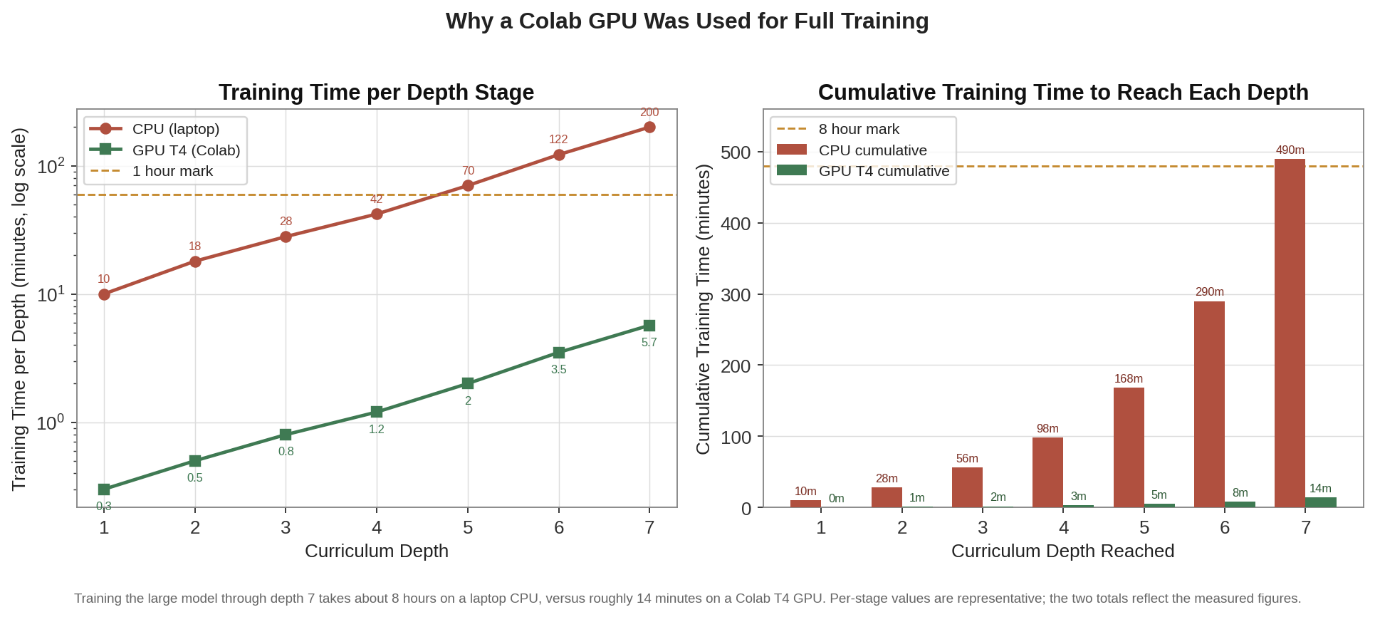 Why a Colab GPU Was Used for Full Training
Training Time per Depth Stage
Training Time per Depth (minutes, log scale)
CPU (laptop)
GPU T4 (Colab)
1 hour mark
10²
10¹
10⁰
10
18
28
42
70
122
200
0.3
0.5
0.8
1.2
2
3.5
5.7
1 2 3 4 5 6 7
Curriculum Depth
Cumulative Training Time to Reach Each Depth
Cumulative Training Time (minutes)
8 hour mark
CPU cumulative
GPU T4 cumulative
500
400
300
200
100
0
10m 0m
28m 1m
56m 2m
98m 3m
168m 5m
290m 8m
490m 14m
1 2 3 4 5 6 7
Curriculum Depth Reached
Training the large model through depth 7 takes about 8 hours on a laptop CPU, versus roughly 14 minutes on a Colab T4 GPU. Per-stage values are representative; the two totals reflect the measured figures.